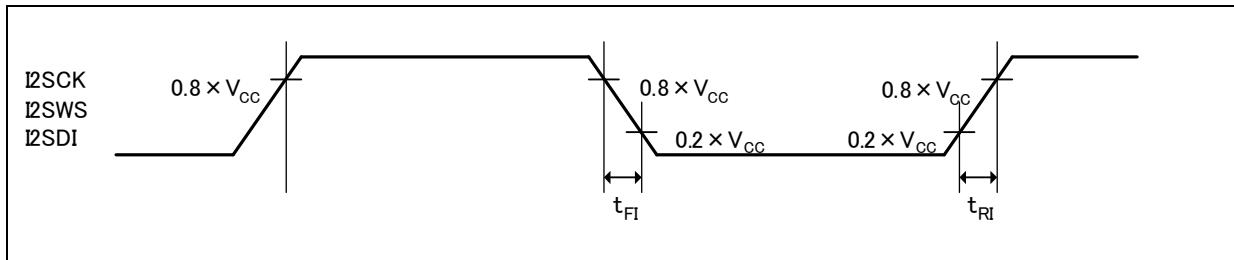 I2SCK
I2SWS
I2SDI
0.8 × VCC
0.8 × VCC
0.8 × VCC
0.2 × VCC
0.2 × VCC
tFI
tRI